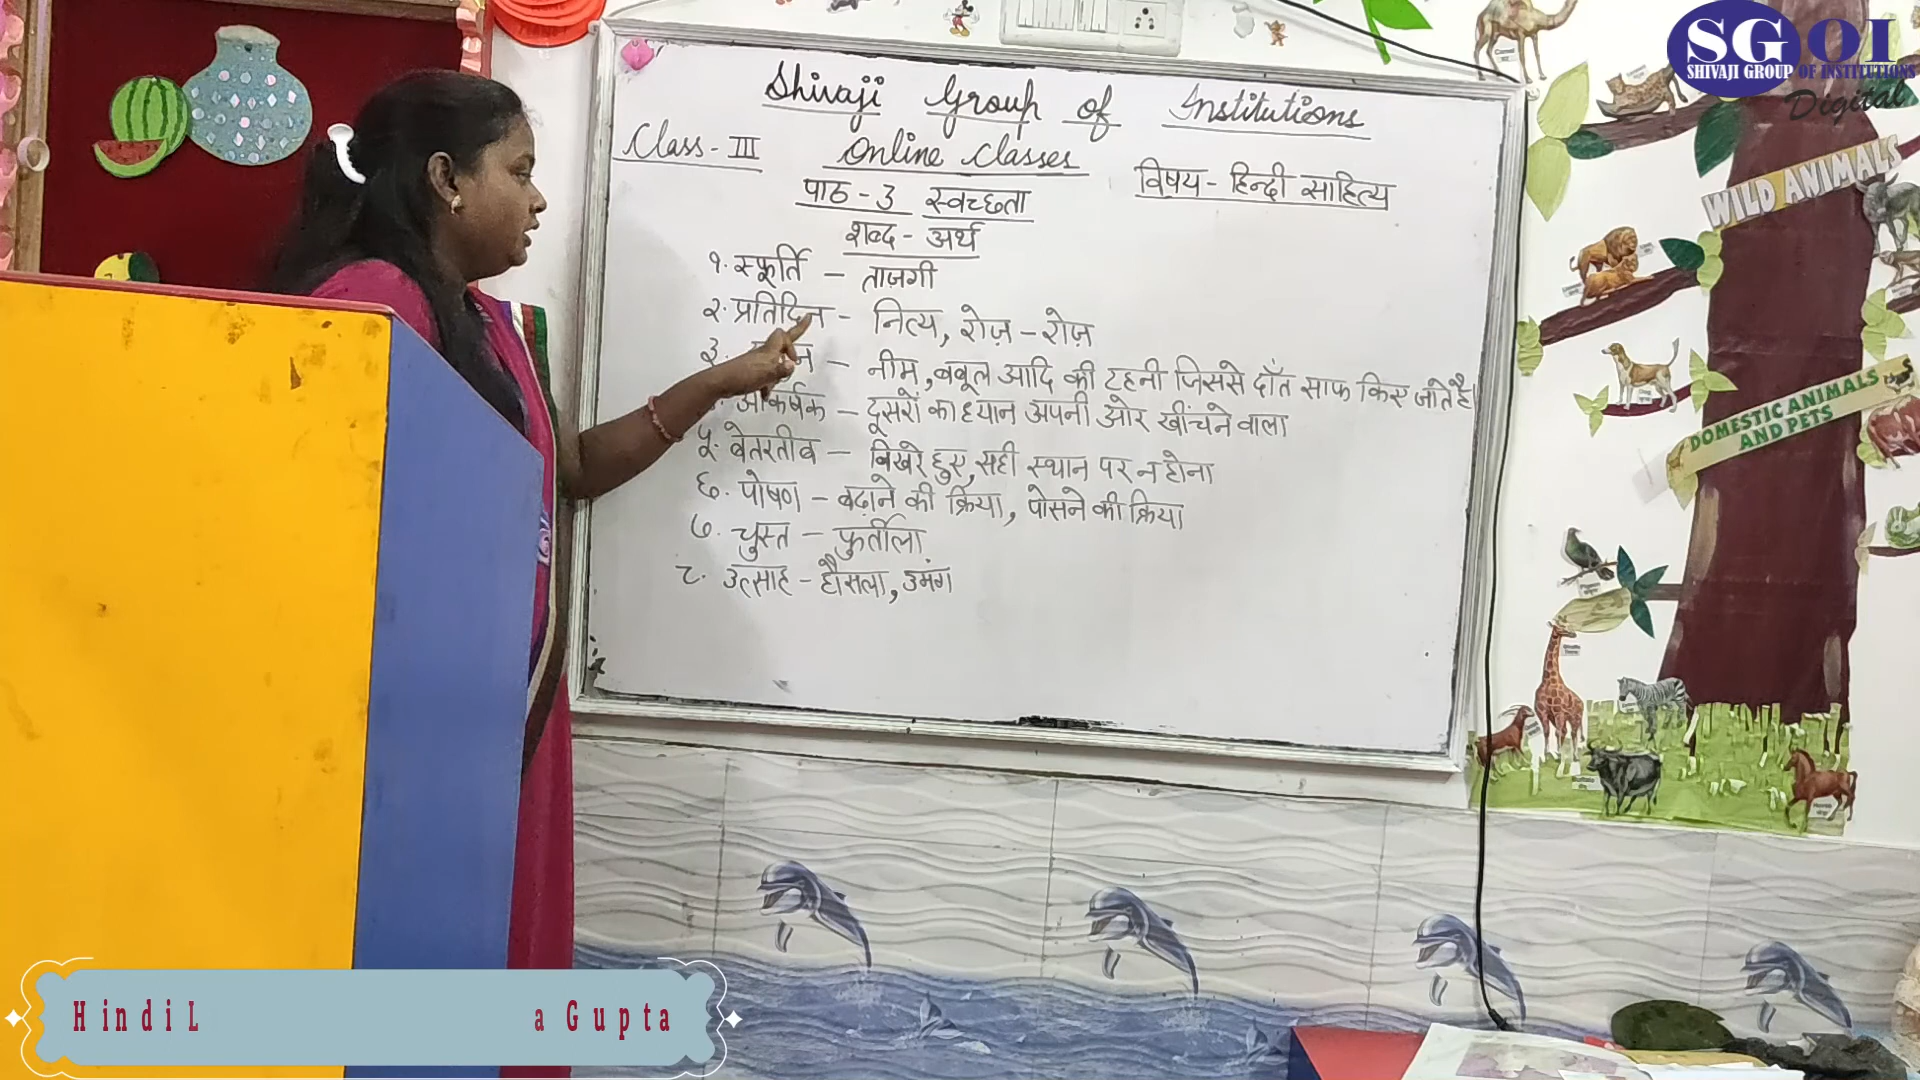 Shivaji Group of Institutions
Class - III Online Classes
विषय - हिन्दी साहित्य
पाठ - 3 स्वच्छता
शब्द - अर्थ
१. स्फूर्ति - ताज़गी
२. प्रतिदिन - नित्य, रोज़ - रोज़
३. - नीम, बबूल आदि की टहनी जिससे दाँत साफ किए जाते है
आकर्षक - दूसरों का ध्यान अपनी ओर खींचने वाला
५. बेतरतीब - बिखरे हुए, सही स्थान पर न होना
६. पोषण - बढ़ाने की क्रिया, पोसने की क्रिया
७. चुस्त - फुर्तीला
८. उत्साह - हौसला, उमंग
SGOI
SHIVAJI GROUP OF INSTITUTIONS
Digital
WILD ANIMALS
DOMESTIC ANIMALS
AND PETS
Hindi L a Gupta